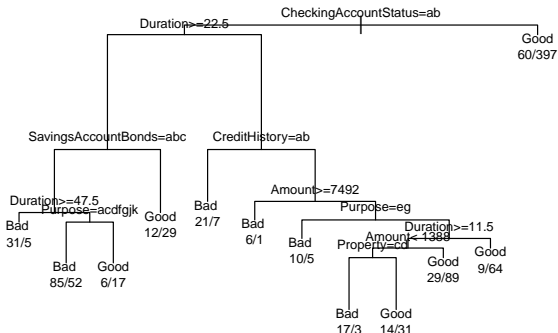 CheckingAccountStatus=ab
Duration>=22.5
Good
60/397
SavingsAccountBonds=abc
CreditHistory=ab
Duration>=47.5
Purpose=acdfgjk
Bad
31/5
Bad
85/52
Good
6/17
Good
12/29
Bad
21/7
Amount>=7492
Bad
6/1
Purpose=eg
Bad
10/5
Duration>=11.5
Amount< 1388
Property=cd
Bad
17/3
Good
14/31
Good
29/89
Good
9/64